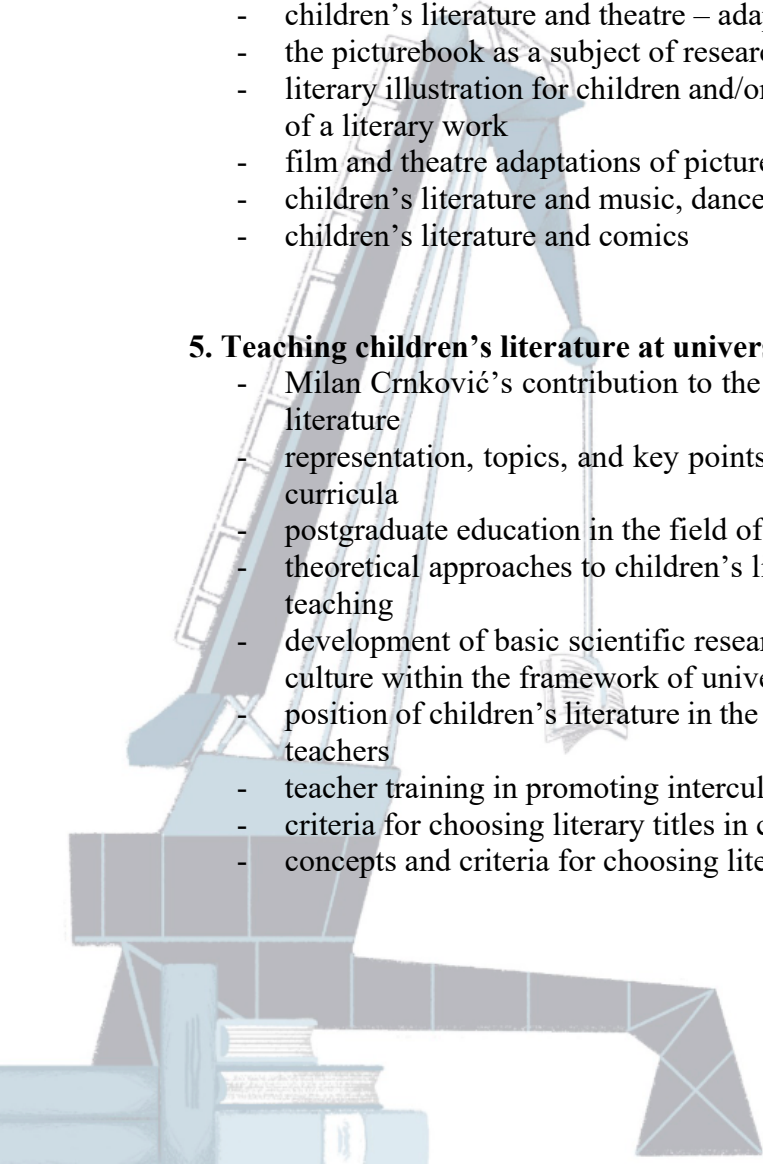 - children’s literature and theatre – ada
- the picturebook as a subject of resear
- literary illustration for children and/or
of a literary work
- film and theatre adaptations of picture
- children’s literature and music, dance
- children’s literature and comics
5. Teaching children’s literature at univers
- Milan Crnković’s contribution to the
literature
- representation, topics, and key points
curricula
- postgraduate education in the field of
- theoretical approaches to children’s li
teaching
- development of basic scientific resear
culture within the framework of unive
- position of children’s literature in the
teachers
- teacher training in promoting intercul
- criteria for choosing literary titles in c
- concepts and criteria for choosing lite